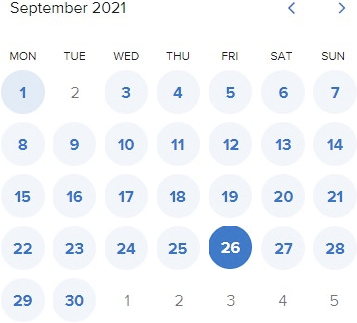 September 2021
MON TUE WED THU FRI SAT SUN
1 2 3 4 5 6 7
8 9 10 11 12 13 14
15 16 17 18 19 20 21
22 23 24 25 26 27 28
29 30 1 2 3 4 5